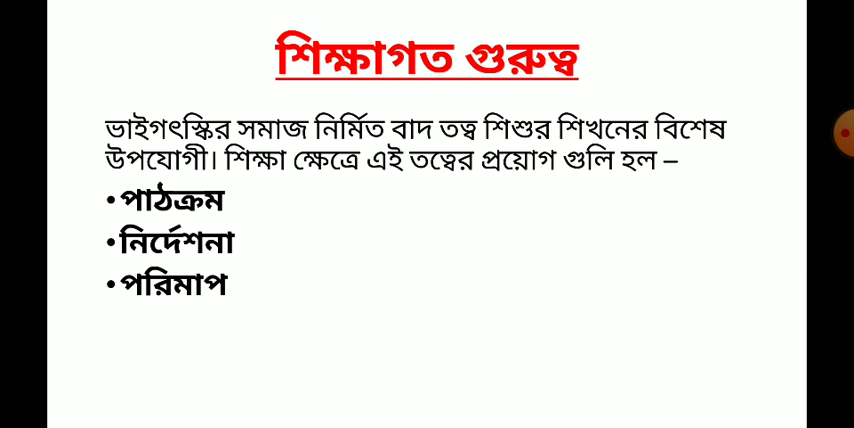 শিক্ষাগত গুরুত্ব
ভাইগৎস্কির সমাজ নির্মিত বাদ তত্ব শিশুর শিখনের বিশেষ
উপযোগী। শিক্ষা ক্ষেত্রে এই তত্বের প্রয়োগ গুলি হল –
•পাঠক্রম
•নির্দেশনা
•পরিমাপ